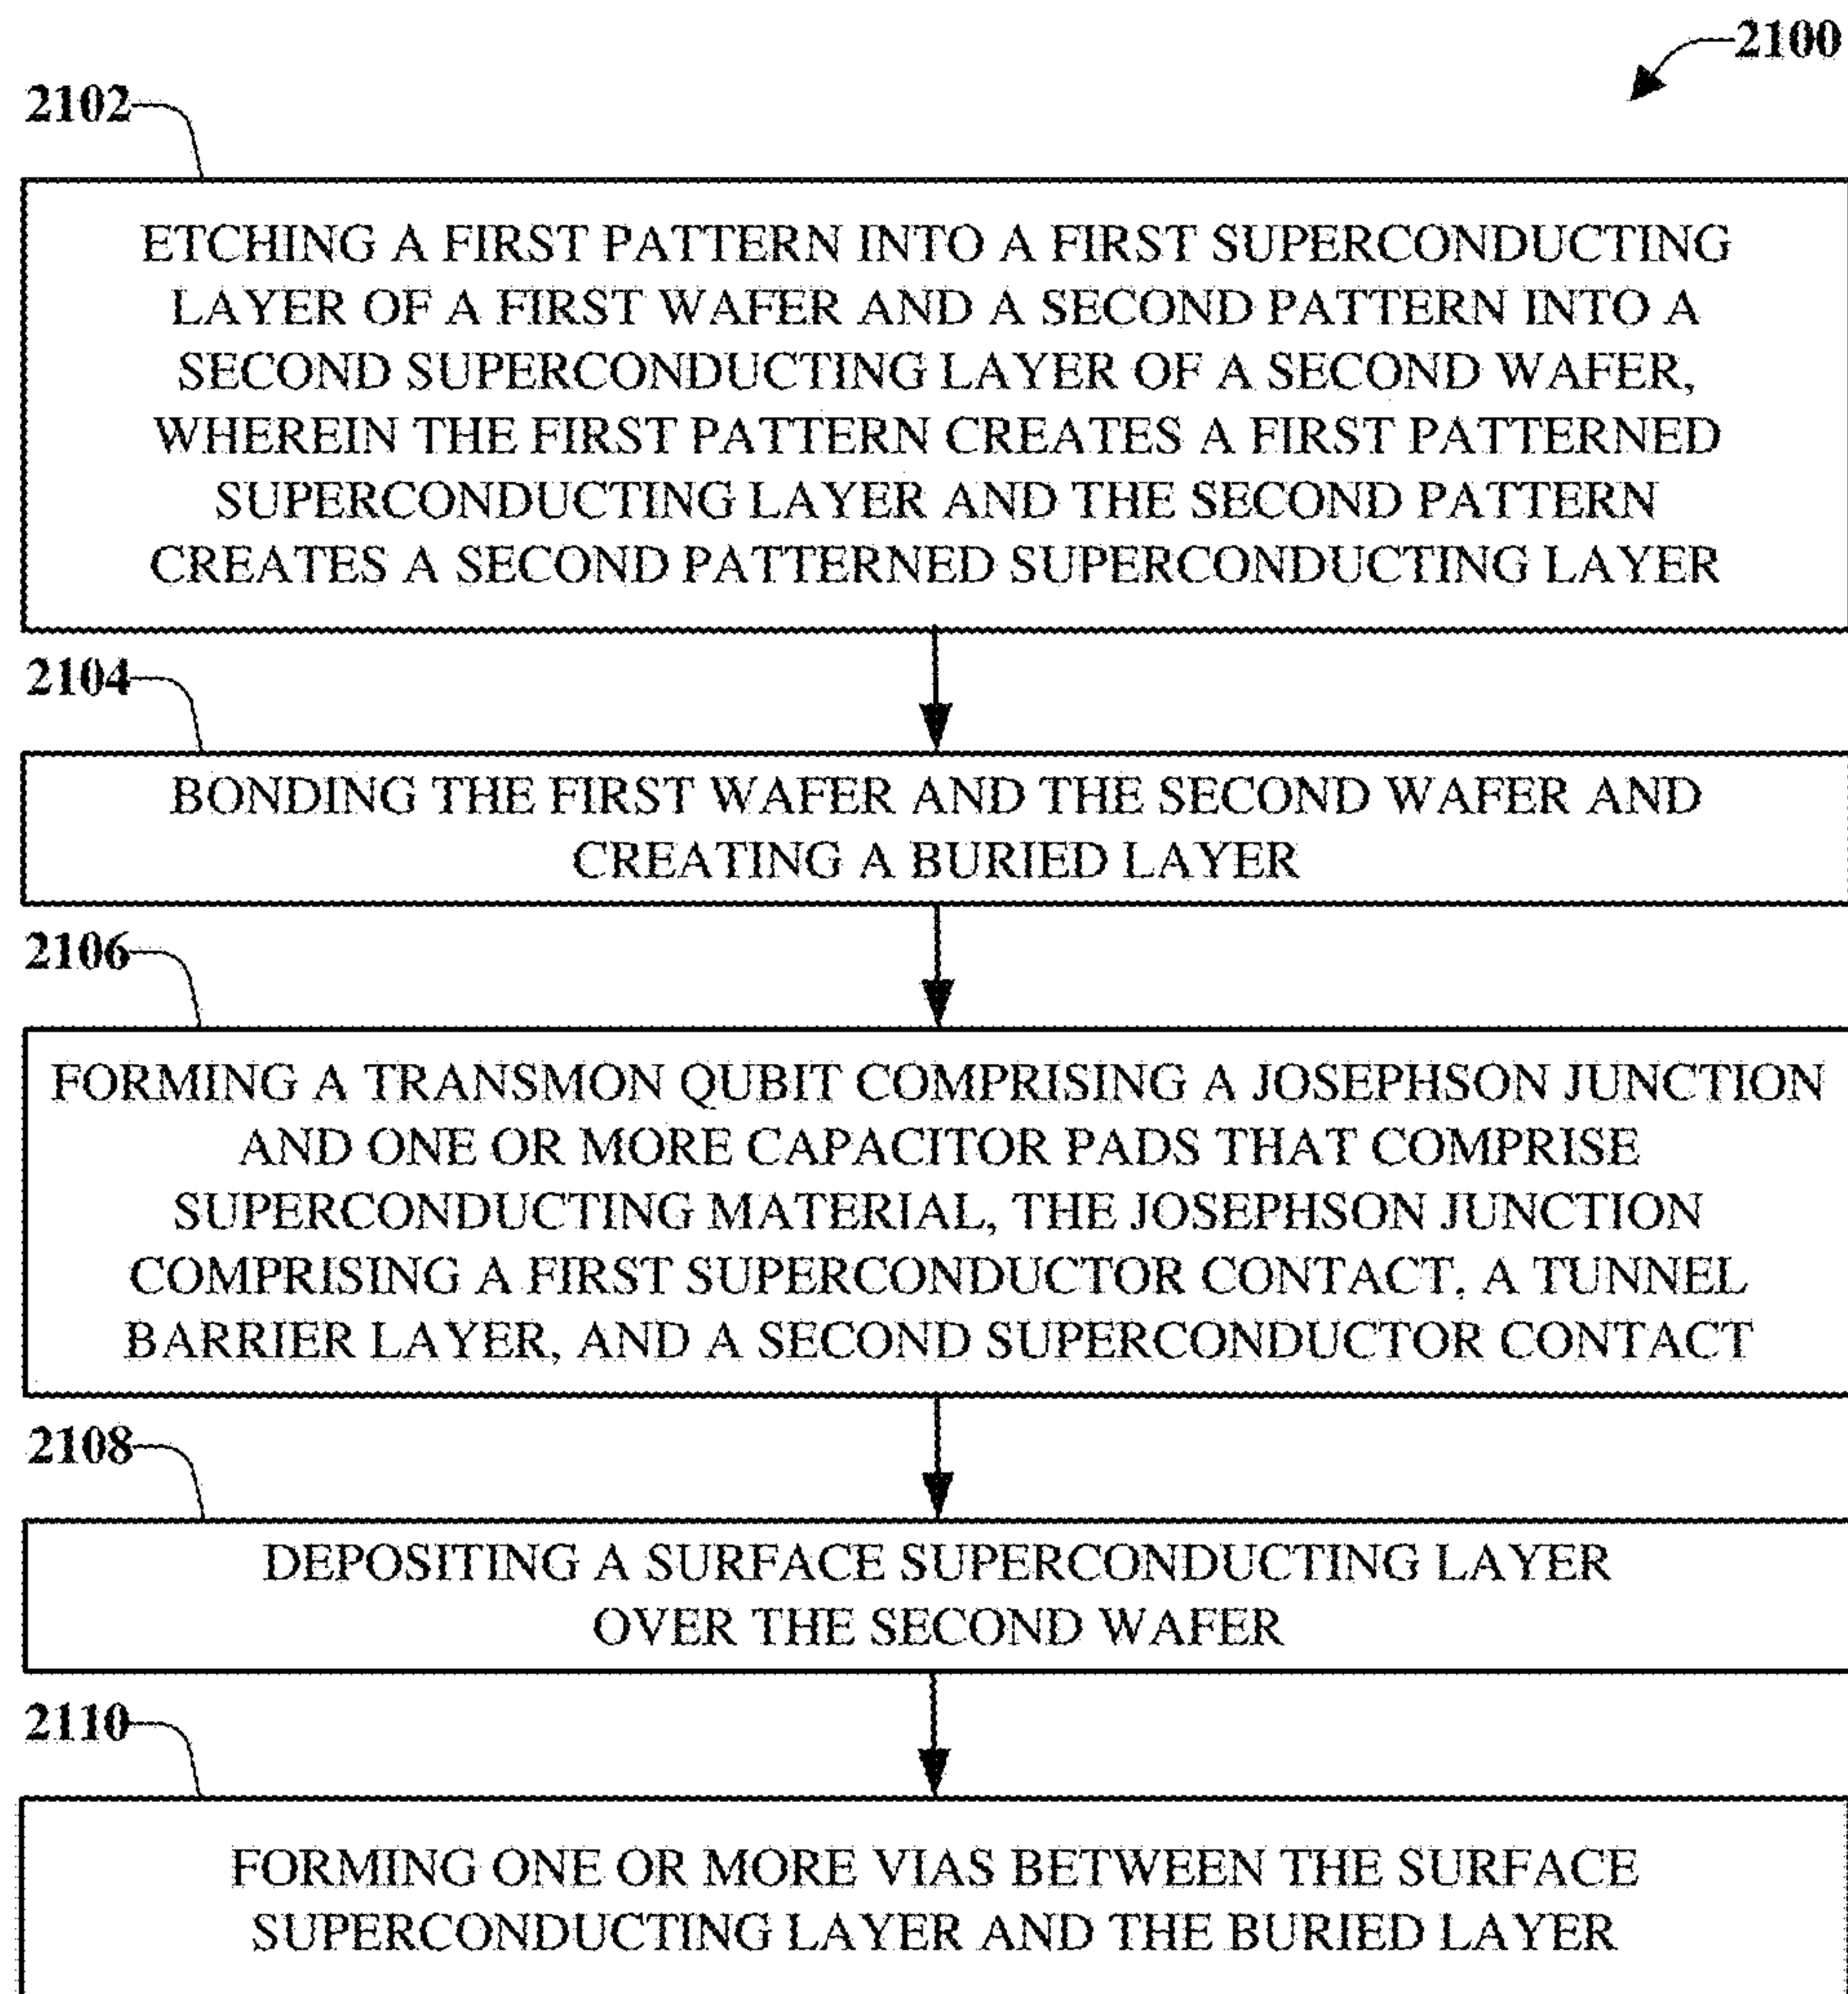 2100
2102
ETCHING A FIRST PATTERN INTO A FIRST SUPERCONDUCTING
LAYER OF A FIRST WAFER AND A SECOND PATTERN INTO A
SECOND SUPERCONDUCTING LAYER OF A SECOND WAFER,
WHEREIN THE FIRST PATTERN CREATES A FIRST PATTERNED
SUPERCONDUCTING LAYER AND THE SECOND PATTERN
CREATES A SECOND PATTERNED SUPERCONDUCTING LAYER
2104
BONDING THE FIRST WAFER AND THE SECOND WAFER AND
CREATING A BURIED LAYER
2106
FORMING A TRANSMON QUBIT COMPRISING A JOSEPHSON JUNCTION
AND ONE OR MORE CAPACITOR PADS THAT COMPRISE
SUPERCONDUCTING MATERIAL, THE JOSEPHSON JUNCTION
COMPRISING A FIRST SUPERCONDUCTOR CONTACT, A TUNNEL
BARRIER LAYER, AND A SECOND SUPERCONDUCTOR CONTACT
2108
DEPOSITING A SURFACE SUPERCONDUCTING LAYER
OVER THE SECOND WAFER
2110
FORMING ONE OR MORE VIAS BETWEEN THE SURFACE
SUPERCONDUCTING LAYER AND THE BURIED LAYER